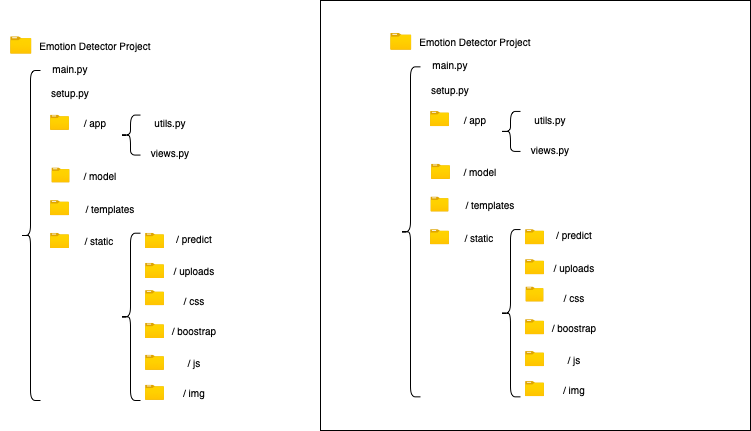 Emotion Detector Project
main.py
setup.py
/ app
utils.py
views.py
/ model
/ templates
/ static
/ predict
/ uploads
/ css
/ boostrap
/ js
/ img
Emotion Detector Project
main.py
setup.py
/ app
utils.py
views.py
/ model
/ templates
/ static
/ predict
/ uploads
/ css
/ boostrap
/ js
/ img